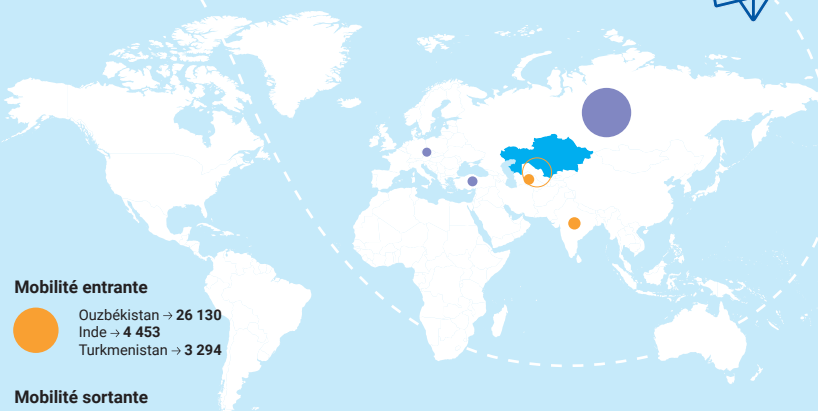 Mobilité entrante
Ouzbékistan → 26 130
Inde → 4 453
Turkmenistan → 3 294
Mobilité sortante